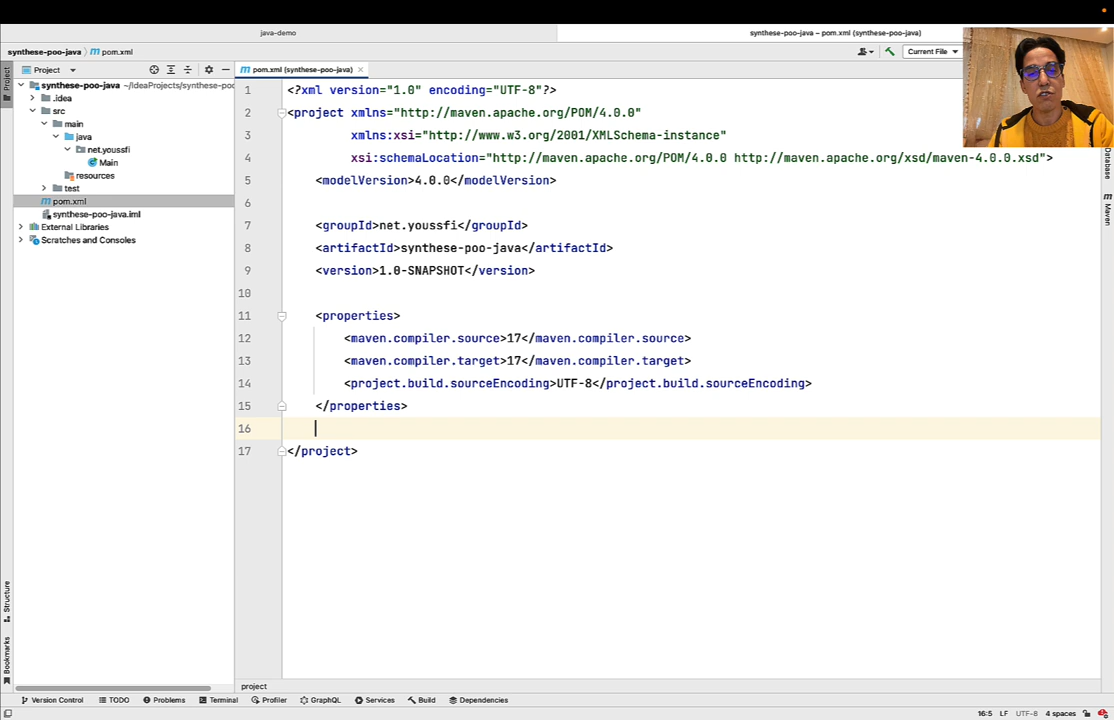 java-demo
synthese-poo-java – pom.xml (synthese-poo-java)
synthese-poo-java
pom.xml
Current File
Project
Project
pom.xml (synthese-poo-java)
synthese-poo-java ~/IdeaProjects/synthese-poo
.idea
src
main
java
net.youssfi
Main
resources
test
pom.xml
synthese-poo-java.iml
External Libraries
Scratches and Consoles
1 <?xml version="1.0" encoding="UTF-8"?>
2 <project xmlns="http://maven.apache.org/POM/4.0.0"
3 xmlns:xsi="http://www.w3.org/2001/XMLSchema-instance"
4 xsi:schemaLocation="http://maven.apache.org/POM/4.0.0 http://maven.apache.org/xsd/maven-4.0.0.xsd">
5 <modelVersion>4.0.0</modelVersion>
6
7 <groupId>net.youssfi</groupId>
8 <artifactId>synthese-poo-java</artifactId>
9 <version>1.0-SNAPSHOT</version>
10
11 <properties>
12 <maven.compiler.source>17</maven.compiler.source>
13 <maven.compiler.target>17</maven.compiler.target>
14 <project.build.sourceEncoding>UTF-8</project.build.sourceEncoding>
15 </properties>
16
17 </project>
Database
Maven
Structure
Bookmarks
project
Version Control
TODO
Problems
Terminal
Profiler
GraphQL
Services
Build
Dependencies
16:5 LF UTF-8 4 spaces